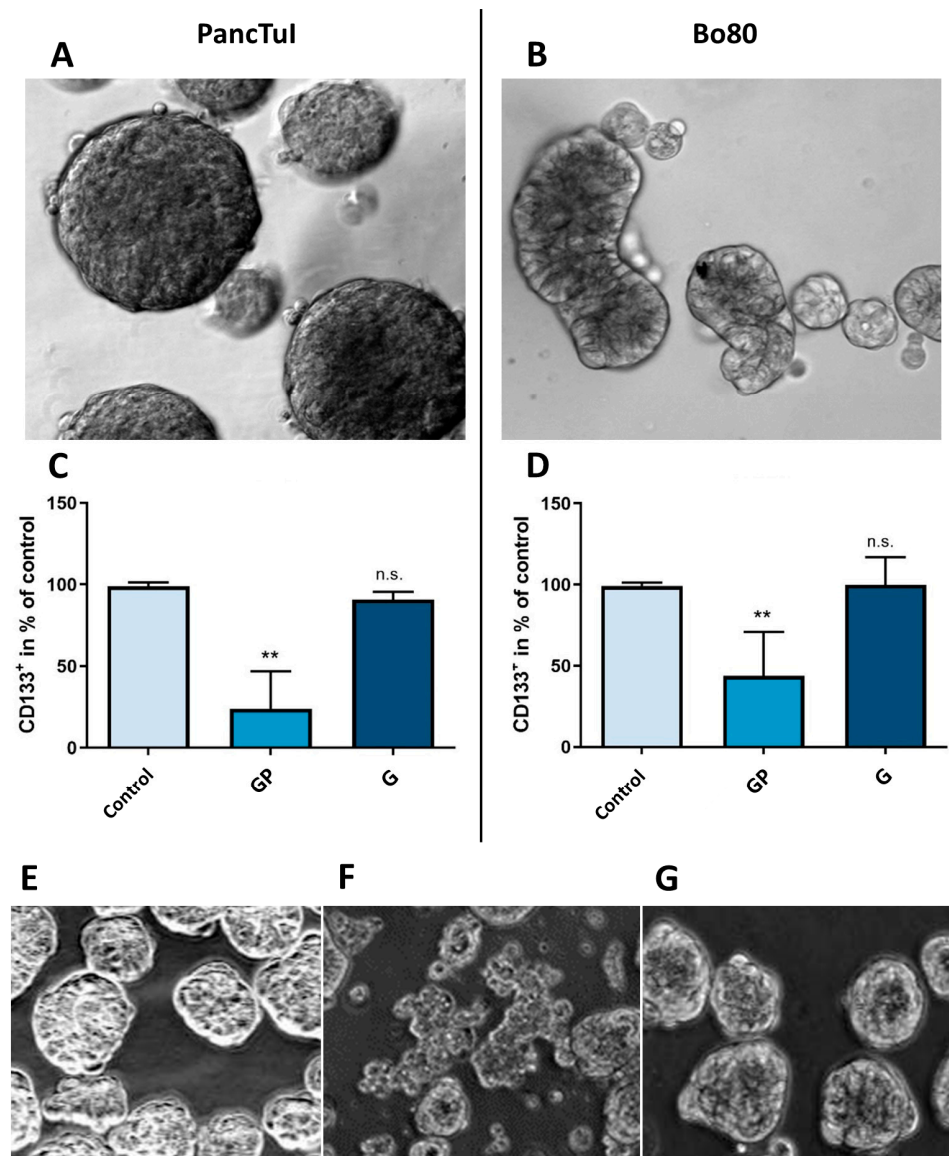 PancTuI
Bo80
A
B
C
D
150
100
50
0
CD133⁺ in % of control
**
n.s.
Control
GP
G
150
100
50
0
CD133⁺ in % of control
**
n.s.
Control
GP
G
E
F
G